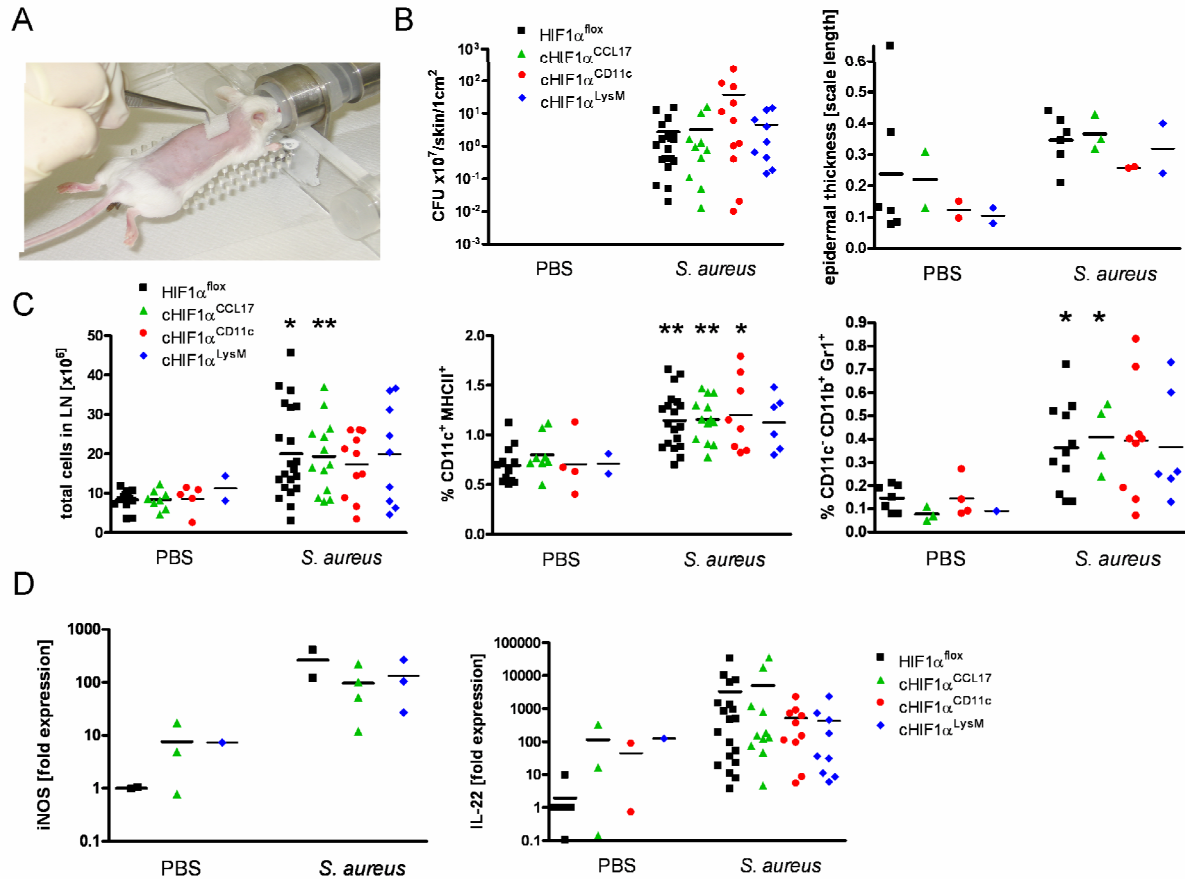 A
B
HIF1α^flox
cHIF1α^CCL17
cHIF1α^CD11c
cHIF1α^LysM
CFU x10^7/skin/1cm^2
10^3
10^2
10^1
10^0
10^-1
10^-2
10^-3
PBS
S. aureus
epidermal thickness [scale length]
0.6
0.5
0.4
0.3
0.2
0.1
0.0
PBS
S. aureus
C
HIF1α^flox
cHIF1α^CCL17
cHIF1α^CD11c
cHIF1α^LysM
total cells in LN [x10^6]
50
40
30
20
10
0
* **
PBS
S. aureus
% CD11c^+ MHCII^+
2.0
1.5
1.0
0.5
0.0
** ** *
PBS
S. aureus
% CD11c^- CD11b^+ Gr1^+
0.9
0.8
0.7
0.6
0.5
0.4
0.3
0.2
0.1
0.0
* *
PBS
S. aureus
D
iNOS [fold expression]
1000
100
10
1
0.1
PBS
S. aureus
IL-22 [fold expression]
100000
10000
1000
100
10
1
0.1
PBS
S. aureus
HIF1α^flox
cHIF1α^CCL17
cHIF1α^CD11c
cHIF1α^LysM